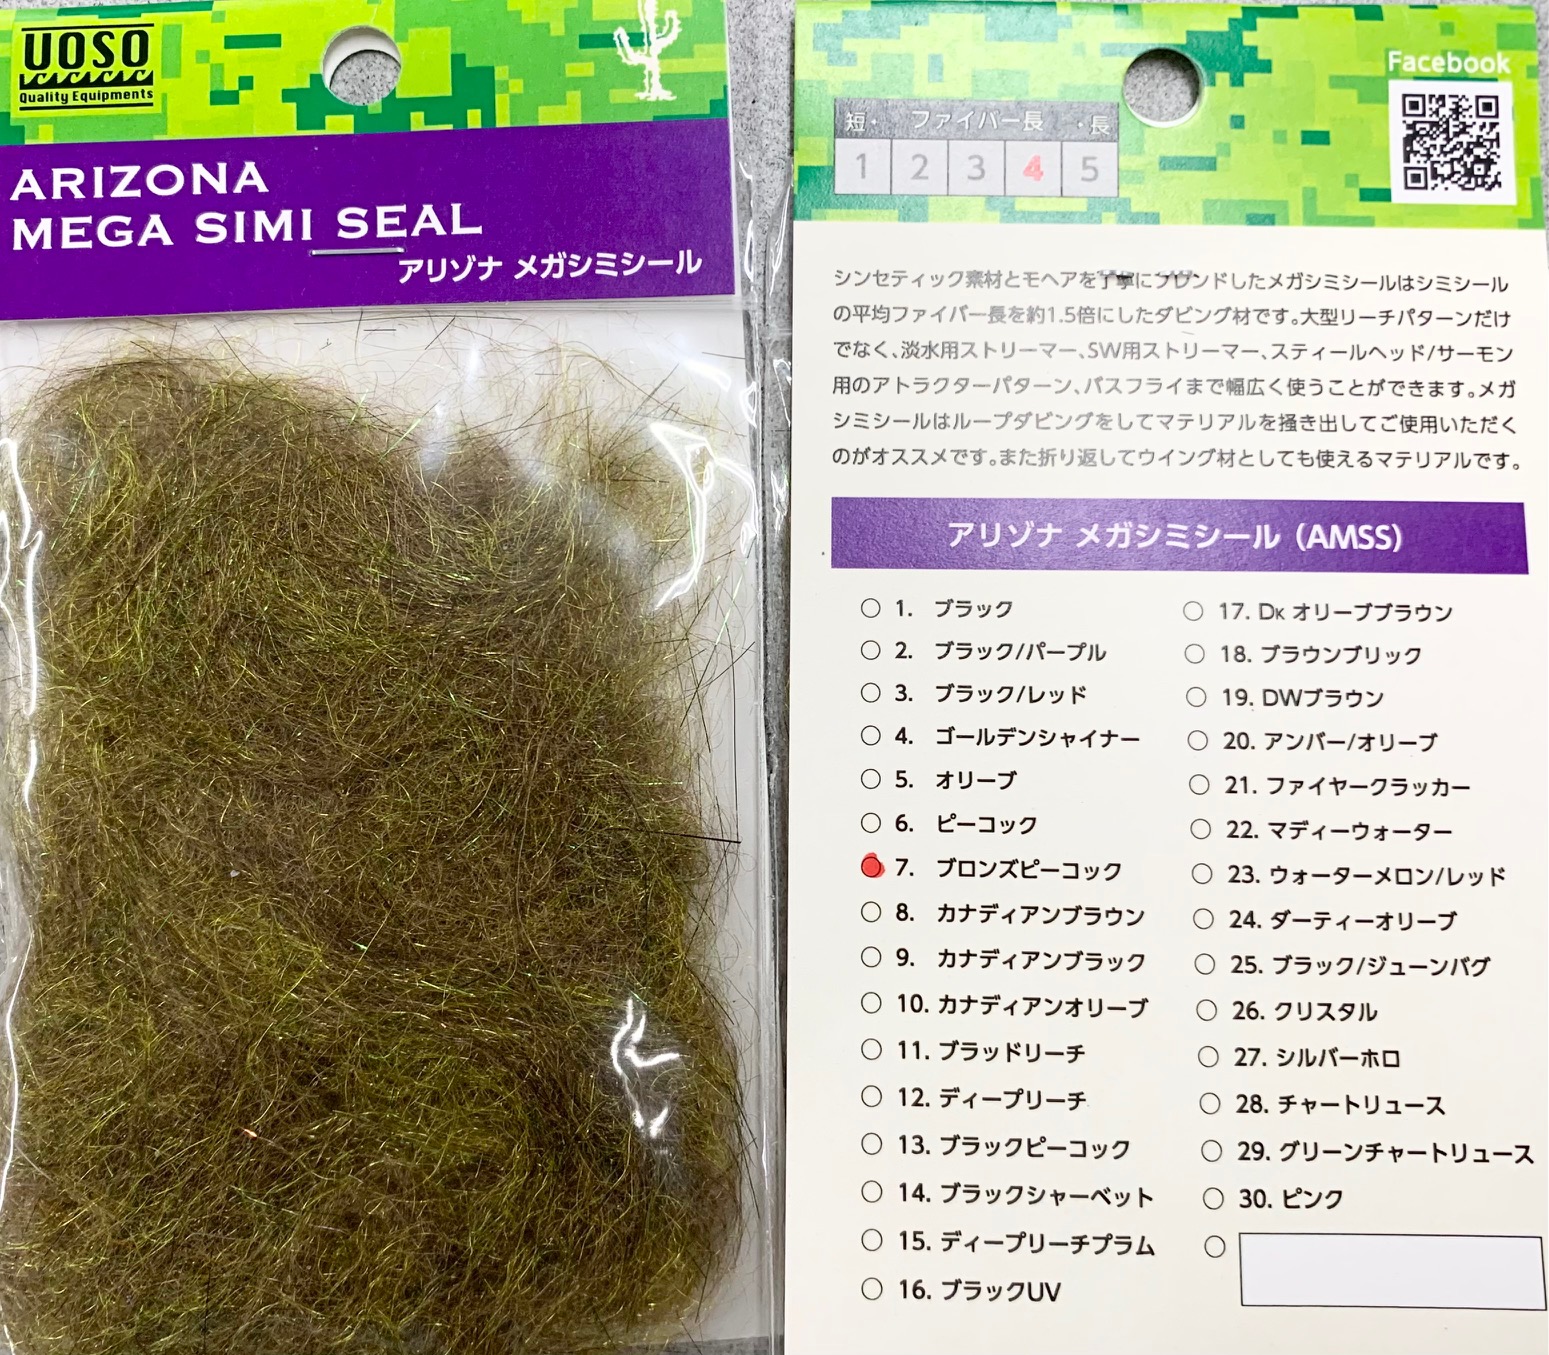 UOSO
Quality Equipments
ARIZONA
MEGA SIMI SEAL
アリゾナ メガシミシール
Facebook
短・ ファイバー長 ・長
1 2 3 4 5
シンセティック素材とモヘアを丁寧にブレンドしたメガシミシールはシミシール
の平均ファイバー長を約1.5倍にしたダビング材です。大型リーチパターンだけ
でなく、淡水用ストリーマー、SW用ストリーマー、スティールヘッド/サーモン
用のアトラクターパターン、バスフライまで幅広く使うことができます。メガ
シミシールはループダビングをしてマテリアルを掻き出してご使用いただく
のがオススメです。また折り返してウイング材としても使えるマテリアルです。
アリゾナ メガシミシール（AMSS）
1. ブラック
2. ブラック/パープル
3. ブラック/レッド
4. ゴールデンシャイナー
5. オリーブ
6. ピーコック
7. ブロンズピーコック
8. カナディアンブラウン
9. カナディアンブラック
10. カナディアンオリーブ
11. ブラッドリーチ
12. ディープリーチ
13. ブラックピーコック
14. ブラックシャーベット
15. ディープリーチプラム
16. ブラックUV
17. Dĸ オリーブブラウン
18. ブラウンブリック
19. DWブラウン
20. アンバー/オリーブ
21. ファイヤークラッカー
22. マディーウォーター
23. ウォーターメロン/レッド
24. ダーティーオリーブ
25. ブラック/ジューンバグ
26. クリスタル
27. シルバーホロ
28. チャートリュース
29. グリーンチャートリュース
30. ピンク